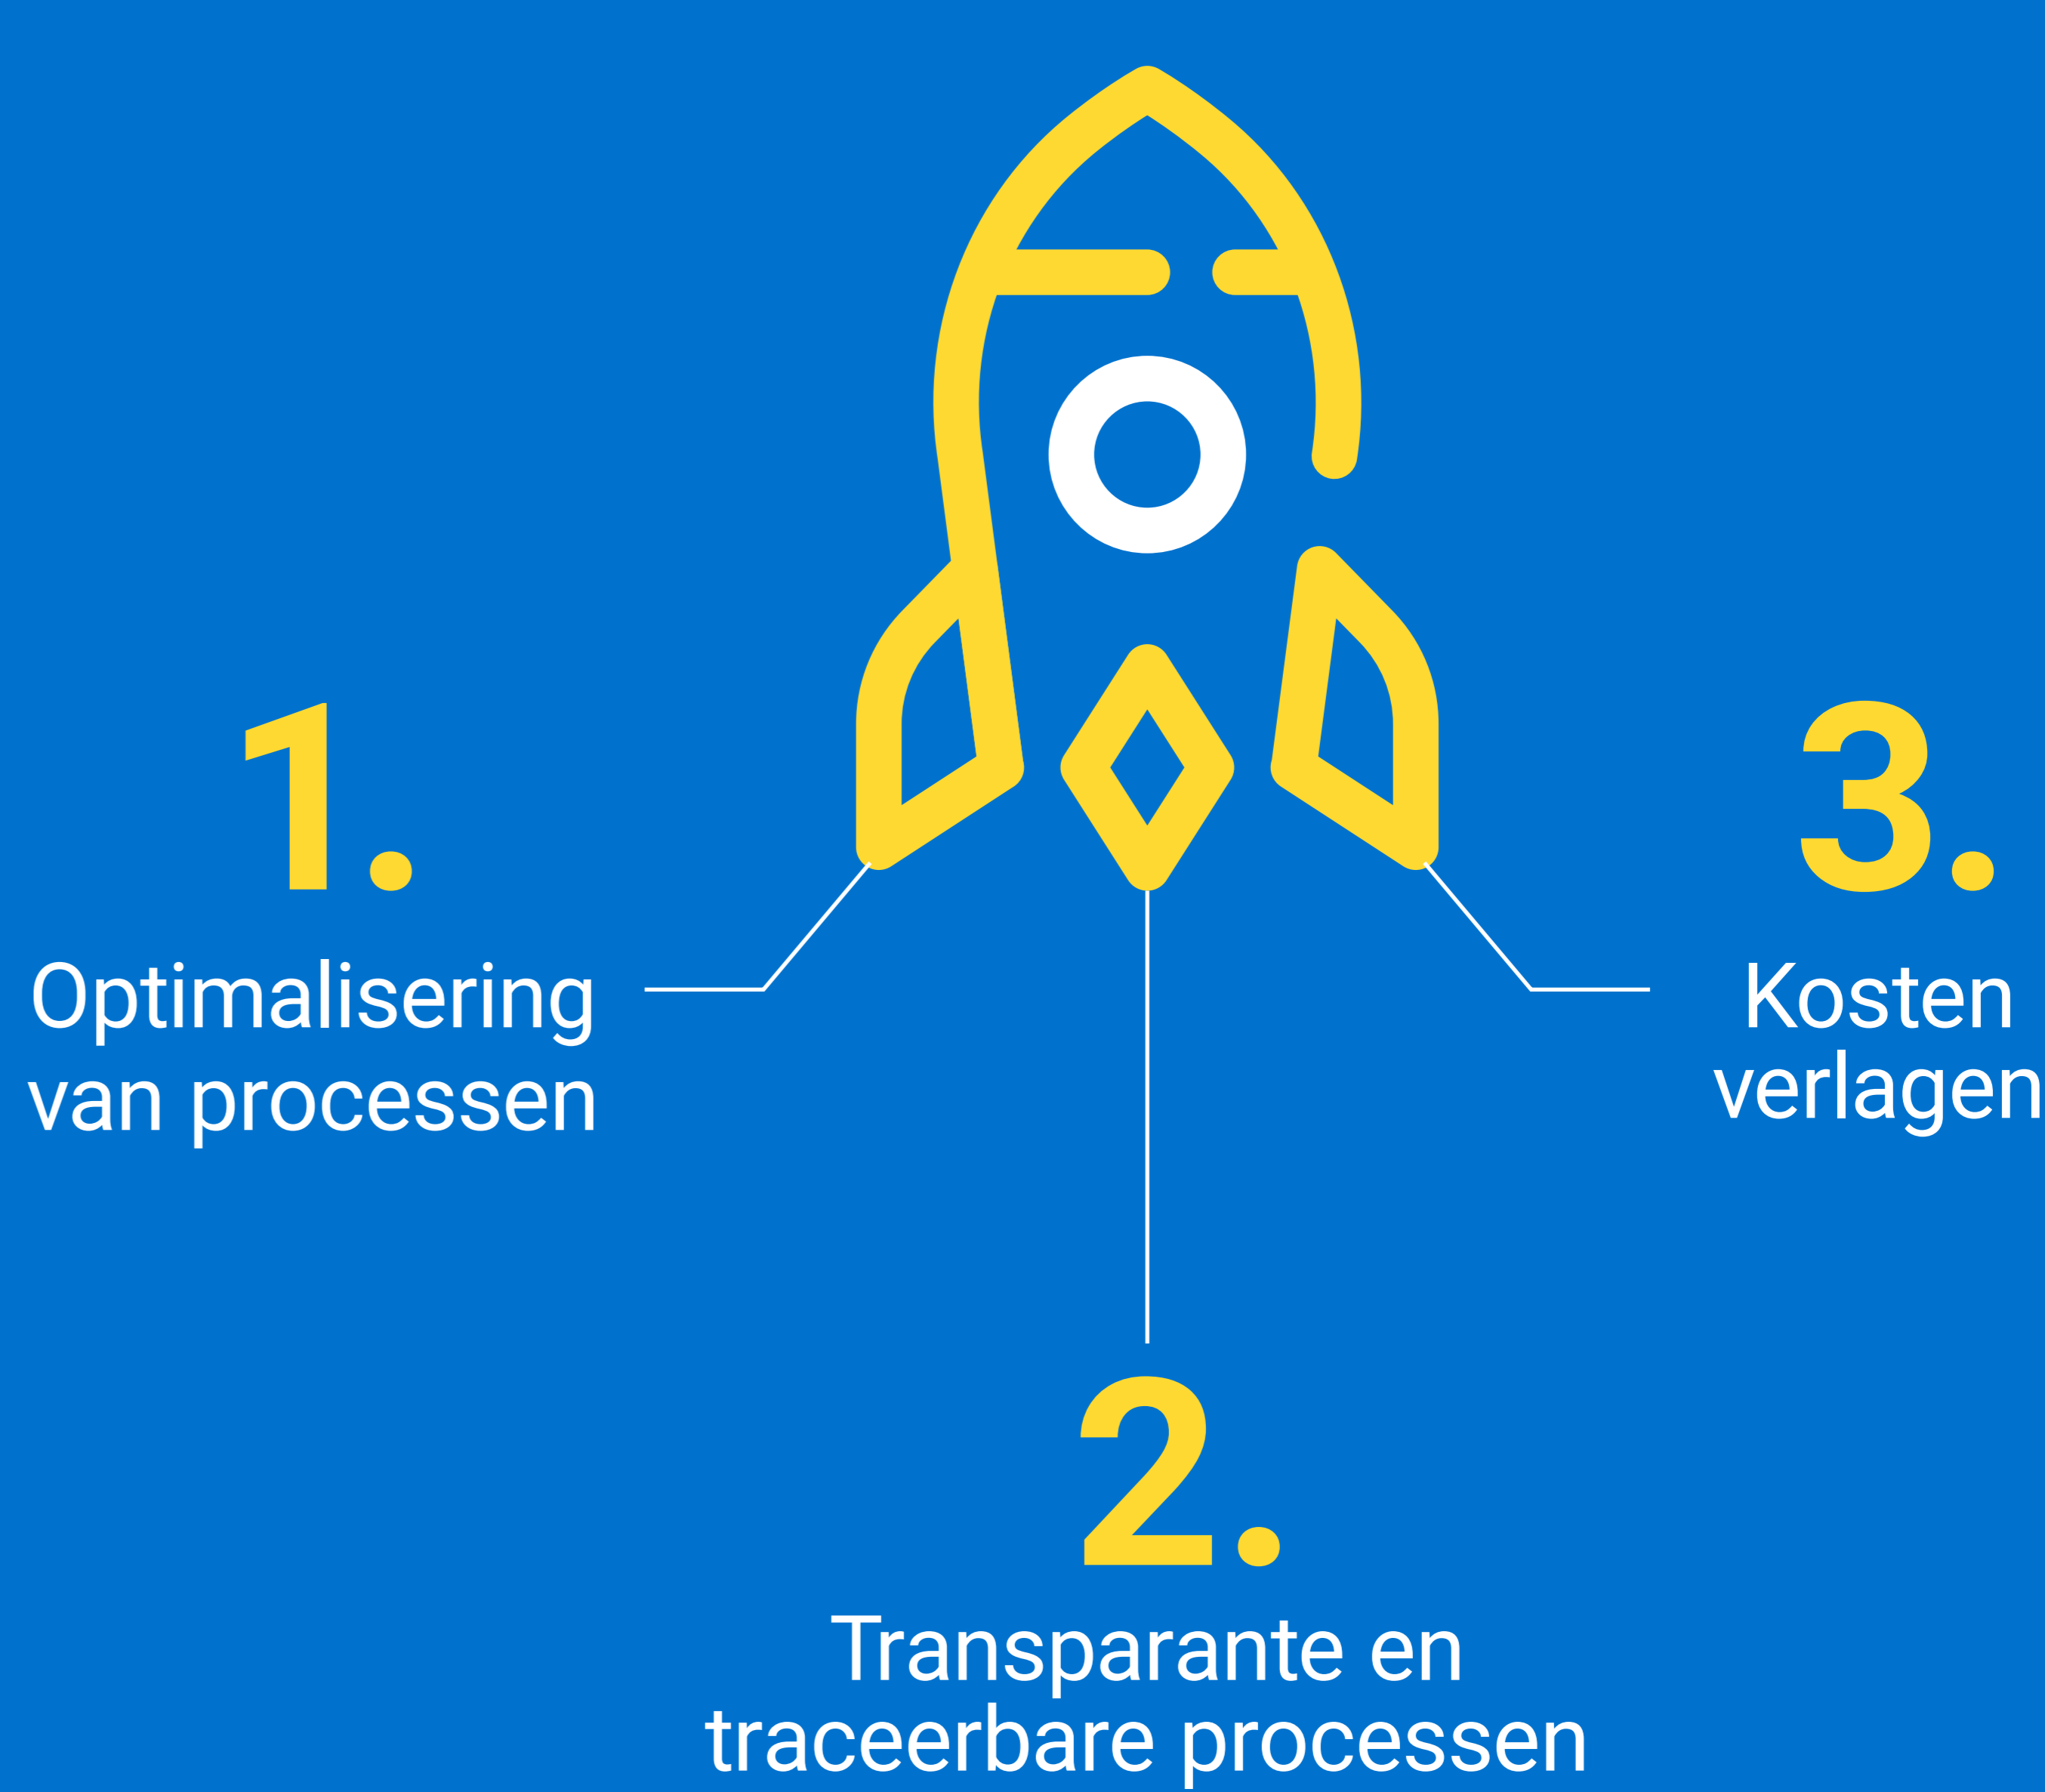 1.
Optimalisering
van processen
2.
Transparante en
traceerbare processen
3.
Kosten
verlagen